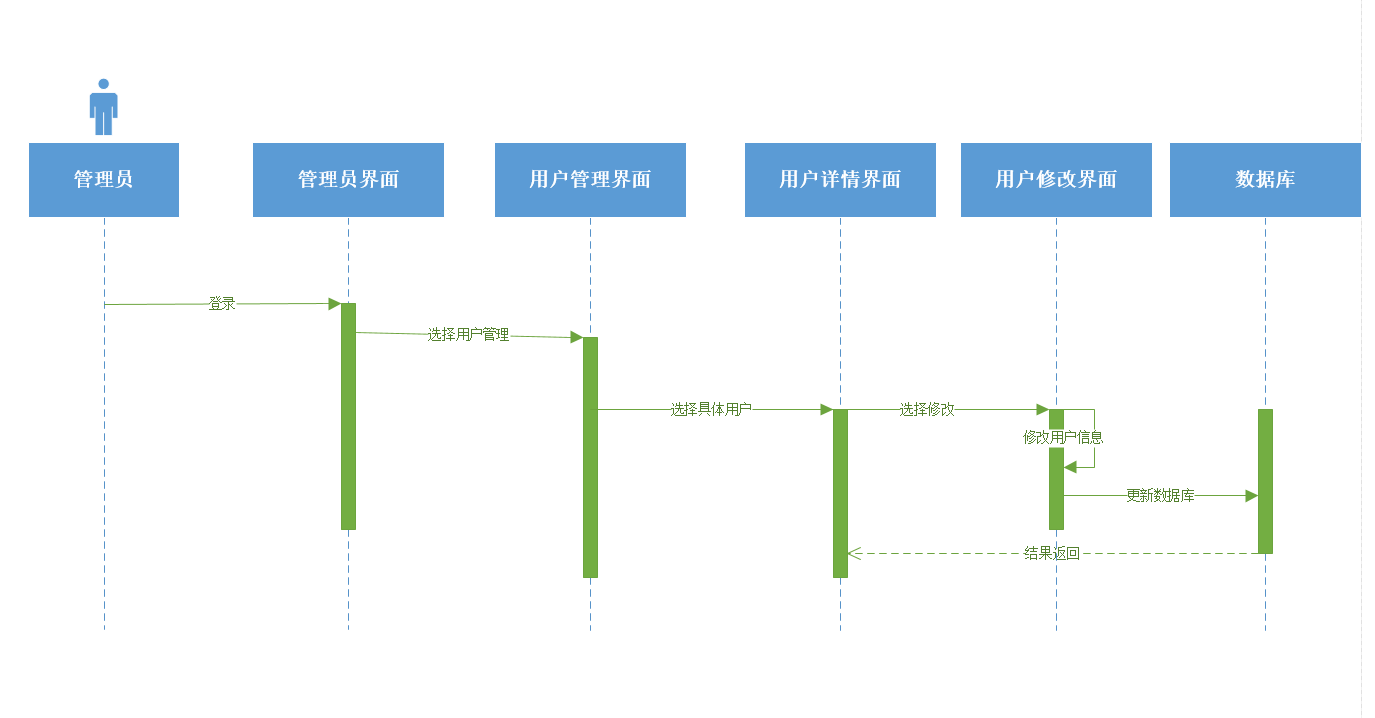 管理员
管理员界面
用户管理界面
用户详情界面
用户修改界面
数据库
登录
选择用户管理
选择具体用户
选择修改
修改用户信息
更新数据库
结果返回